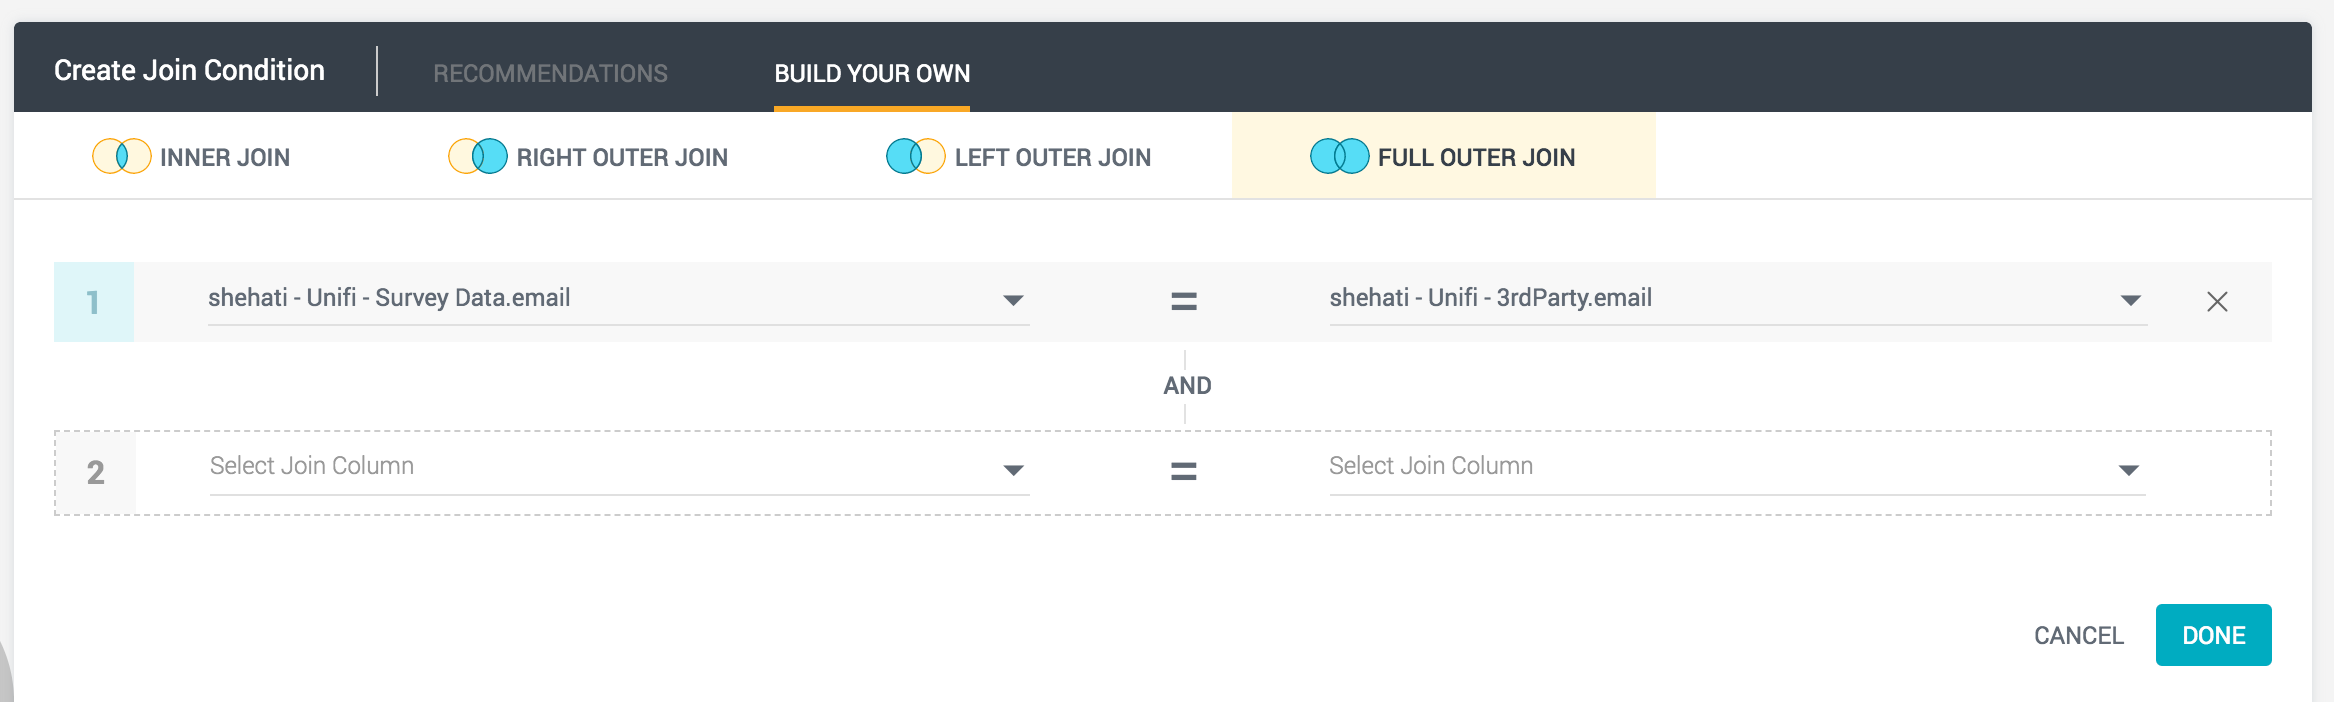 Create Join Condition
RECOMMENDATIONS
BUILD YOUR OWN
INNER JOIN
RIGHT OUTER JOIN
LEFT OUTER JOIN
FULL OUTER JOIN
1
shehati - Unifi - Survey Data.email
=
shehati - Unifi - 3rdParty.email
AND
2
Select Join Column
=
Select Join Column
CANCEL
DONE